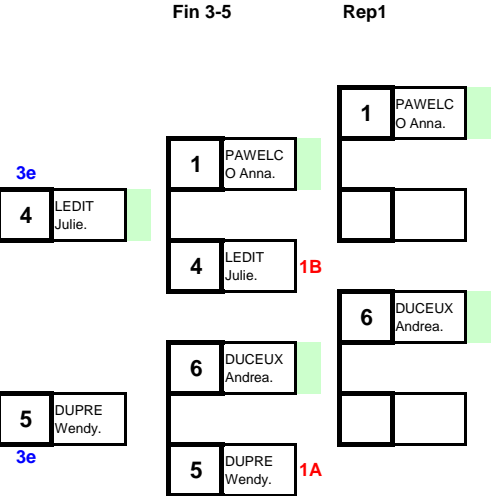 Fin 3-5
Rep1
1
PAWELC
O Anna.
1
PAWELC
O Anna.
3e
4
LEDIT
Julie.
4
LEDIT
Julie.
1B
6
DUCEUX
Andrea.
6
DUCEUX
Andrea.
5
DUPRE
Wendy.
3e
5
DUPRE
Wendy.
1A